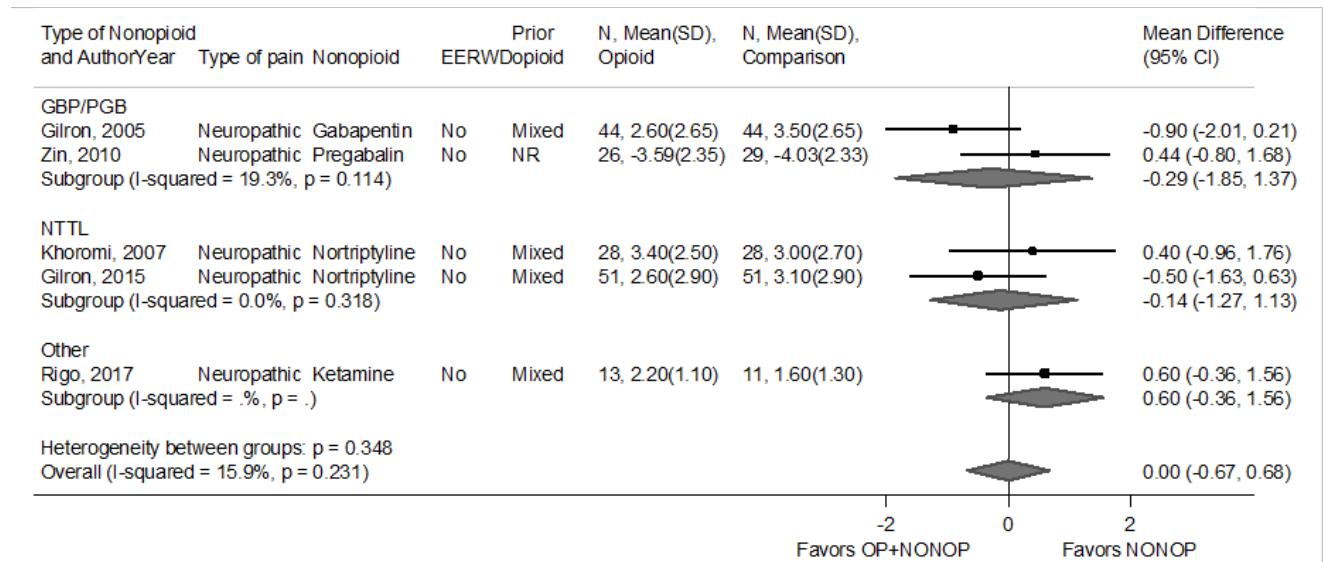 Type of Nonopioid Prior N, Mean(SD), N, Mean(SD), Mean Difference
and AuthorYear Type of pain Nonopioid EERWDopioid Opioid Comparison (95% CI)
GBP/PGB
Gilron, 2005 Neuropathic Gabapentin No Mixed 44, 2.60(2.65) 44, 3.50(2.65) -0.90 (-2.01, 0.21)
Zin, 2010 Neuropathic Pregabalin No NR 26, -3.59(2.35) 29, -4.03(2.33) 0.44 (-0.80, 1.68)
Subgroup (I-squared = 19.3%, p = 0.114) -0.29 (-1.85, 1.37)
NTTL
Khoromi, 2007 Neuropathic Nortriptyline No Mixed 28, 3.40(2.50) 28, 3.00(2.70) 0.40 (-0.96, 1.76)
Gilron, 2015 Neuropathic Nortriptyline No Mixed 51, 2.60(2.90) 51, 3.10(2.90) -0.50 (-1.63, 0.63)
Subgroup (I-squared = 0.0%, p = 0.318) -0.14 (-1.27, 1.13)
Other
Rigo, 2017 Neuropathic Ketamine No Mixed 13, 2.20(1.10) 11, 1.60(1.30) 0.60 (-0.36, 1.56)
Subgroup (I-squared = .%, p = .) 0.60 (-0.36, 1.56)
Heterogeneity between groups: p = 0.348
Overall (I-squared = 15.9%, p = 0.231) 0.00 (-0.67, 0.68)
-2 0 2
Favors OP+NONOP Favors NONOP